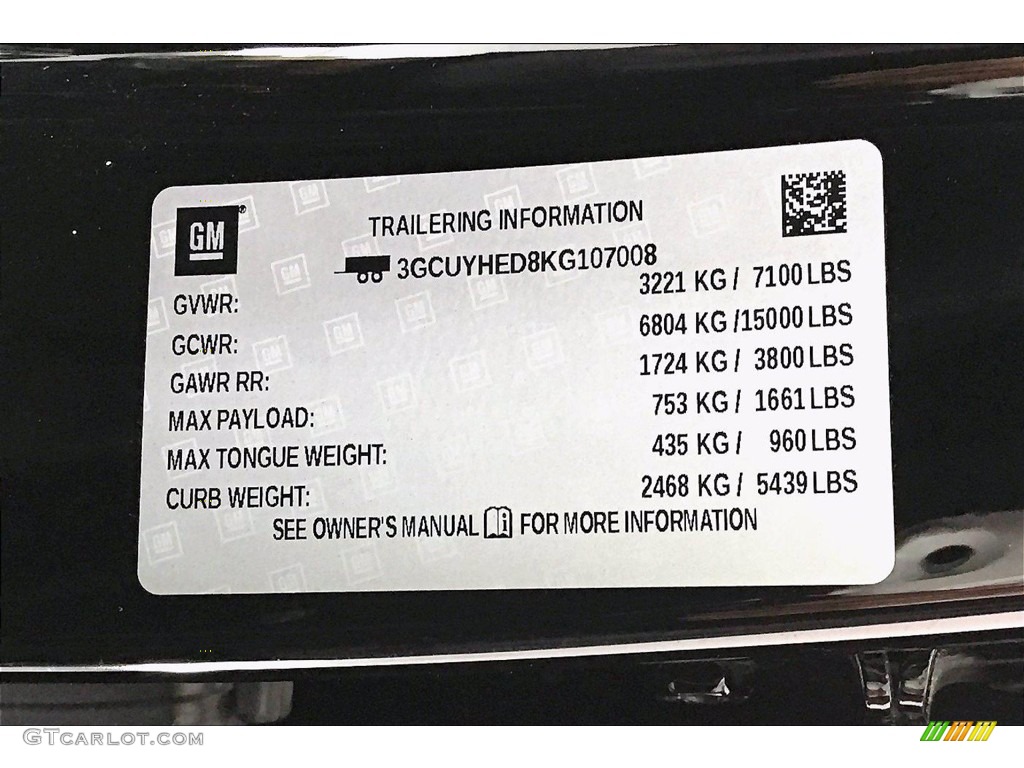 GM®
TRAILERING INFORMATION
3GCUYHED8KG107008
GVWR: 3221 KG / 7100 LBS
GCWR: 6804 KG /15000 LBS
GAWR RR: 1724 KG / 3800 LBS
MAX PAYLOAD: 753 KG / 1661 LBS
MAX TONGUE WEIGHT: 435 KG / 960 LBS
CURB WEIGHT: 2468 KG / 5439 LBS
SEE OWNER'S MANUAL FOR MORE INFORMATION
GTCARLOT.COM